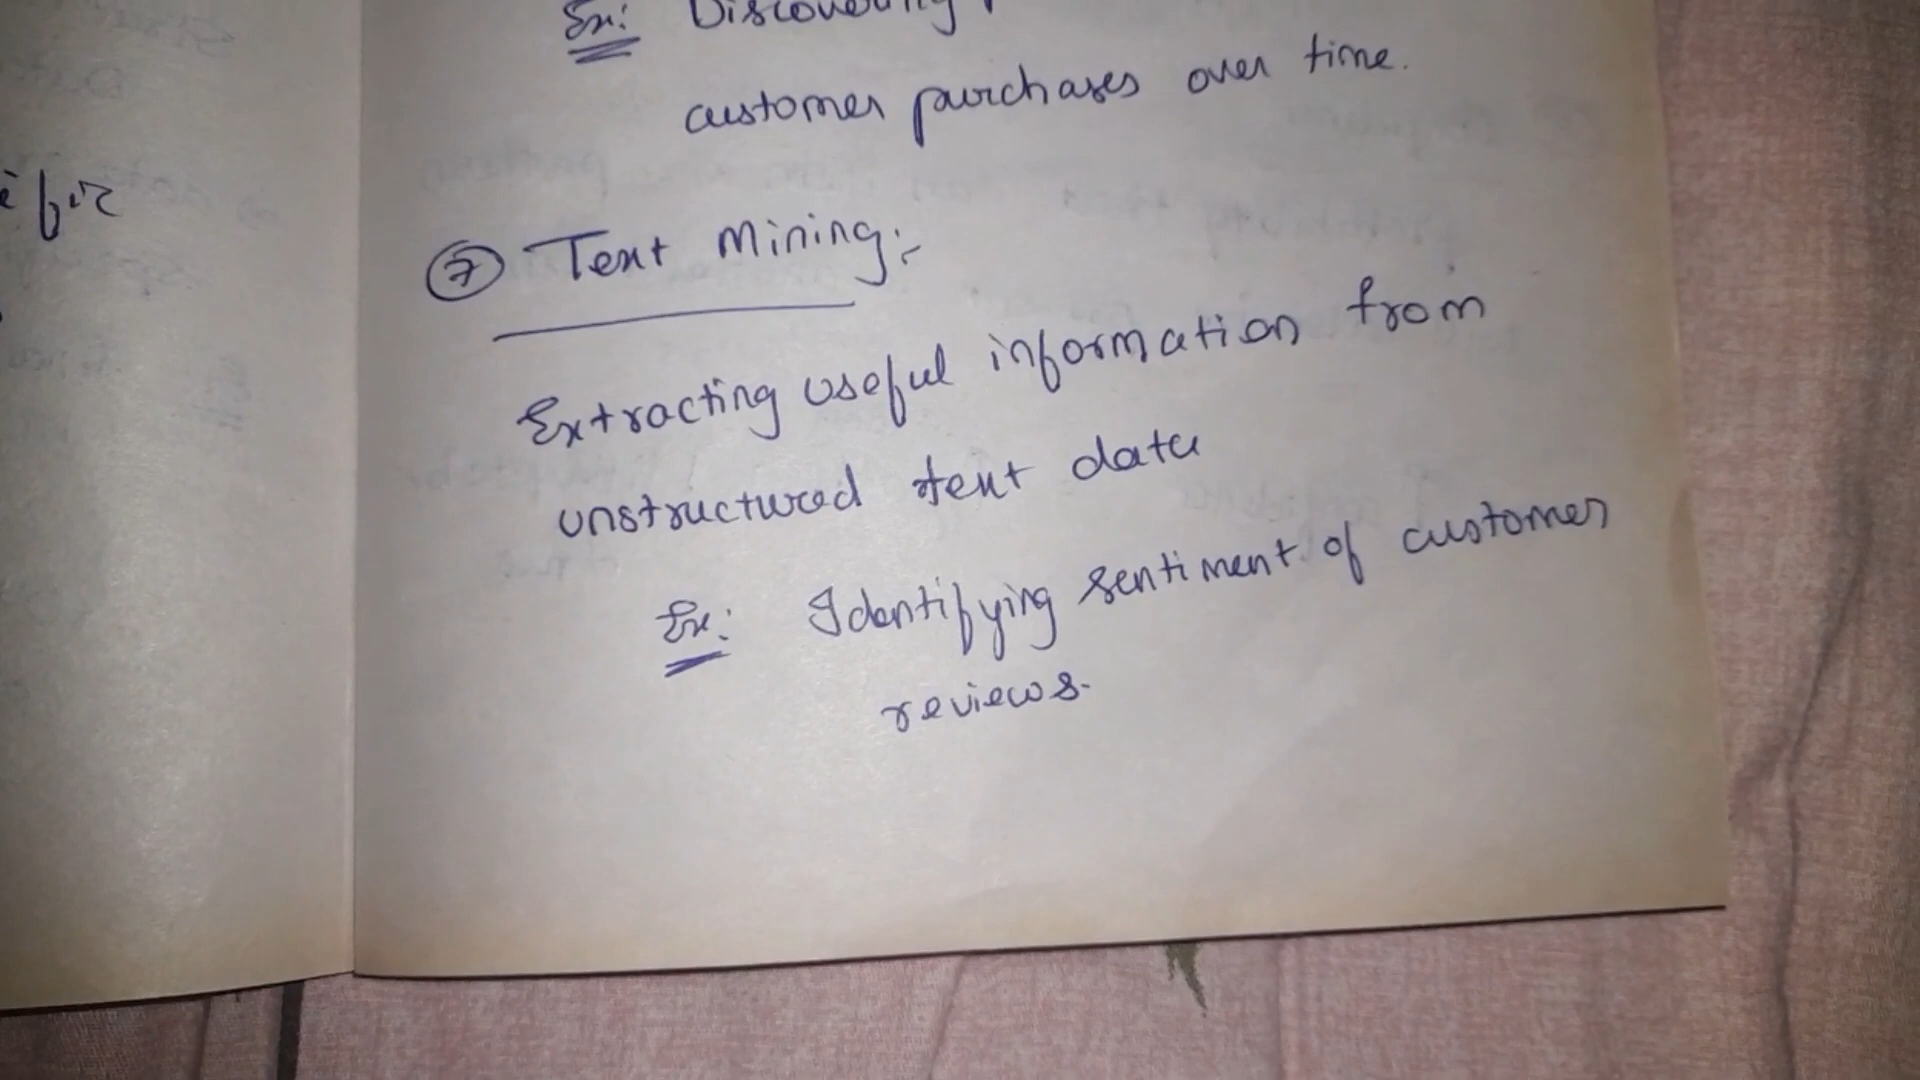 Ex: Discovering
customer purchases over time.
⑦ Text Mining:-
Extracting useful information from
unstructured text data
Ex: Identifying sentiment of customer
reviews.